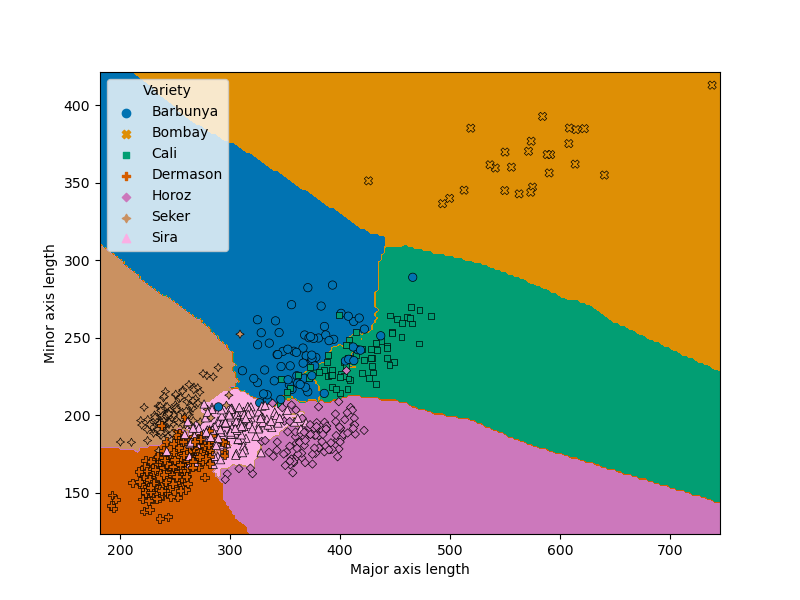 Variety
Barbunya
Bombay
Cali
Dermason
Horoz
Seker
Sira
400
350
300
250
200
150
Minor axis length
200 300 400 500 600 700
Major axis length